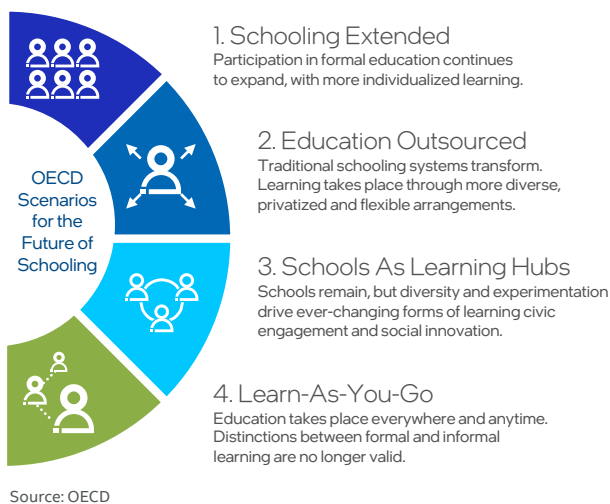 OECD
Scenarios
for the
Future of
Schooling
1. Schooling Extended
Participation in formal education continues
to expand, with more individualized learning.
2. Education Outsourced
Traditional schooling systems transform.
Learning takes place through more diverse,
privatized and flexible arrangements.
3. Schools As Learning Hubs
Schools remain, but diversity and experimentation
drive ever-changing forms of learning civic
engagement and social innovation.
4. Learn-As-You-Go
Education takes place everywhere and anytime.
Distinctions between formal and informal
learning are no longer valid.
Source: OECD